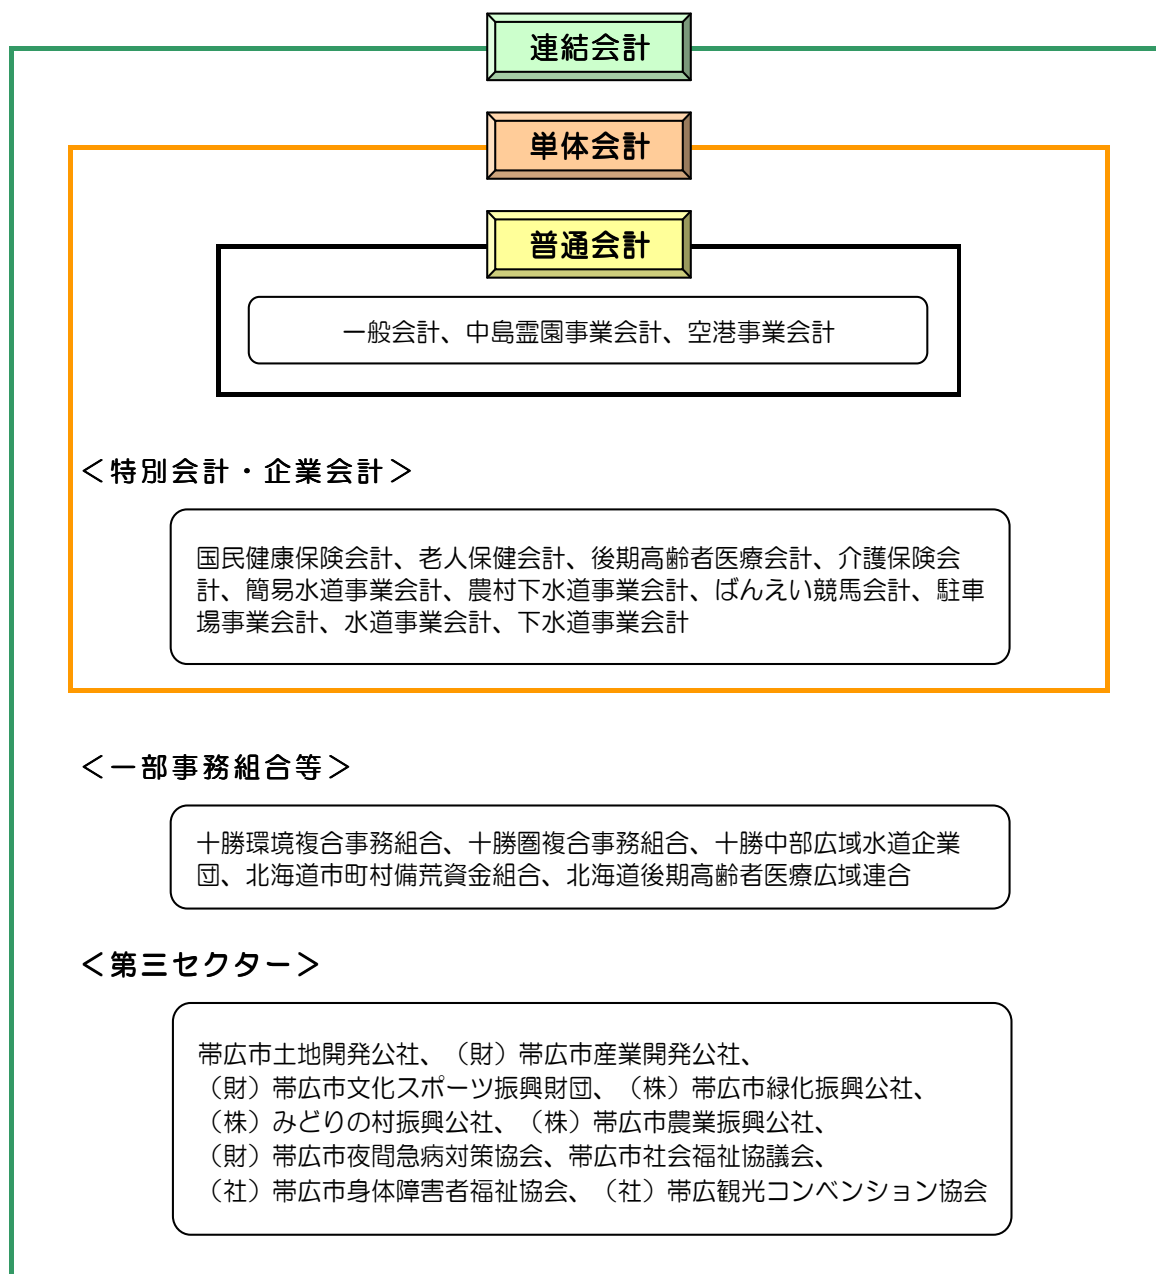 連結会計
単体会計
普通会計
一般会計、中島霊園事業会計、空港事業会計
＜特別会計・企業会計＞
国民健康保険会計、老人保健会計、後期高齢者医療会計、介護保険会
計、簡易水道事業会計、農村下水道事業会計、ばんえい競馬会計、駐車
場事業会計、水道事業会計、下水道事業会計
＜一部事務組合等＞
十勝環境複合事務組合、十勝圏複合事務組合、十勝中部広域水道企業
団、北海道市町村備荒資金組合、北海道後期高齢者医療広域連合
＜第三セクター＞
帯広市土地開発公社、（財）帯広市産業開発公社、
（財）帯広市文化スポーツ振興財団、（株）帯広市緑化振興公社、
（株）みどりの村振興公社、（株）帯広市農業振興公社、
（財）帯広市夜間急病対策協会、帯広市社会福祉協議会、
（社）帯広市身体障害者福祉協会、（社）帯広観光コンベンション協会